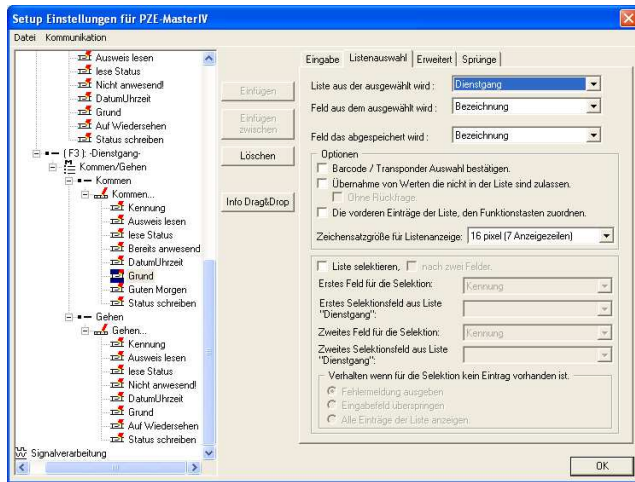 Setup Einstellungen für PZE-MasterIV
Datei Kommunikation
Ausweis lesen
lese Status
Nicht anwesend!
DatumUhrzeit
Grund
Auf Wiedersehen
Status schreiben
(F3): -Dienstgang-
Kommen/Gehen
Kommen
Kommen...
Kennung
Ausweis lesen
lese Status
Bereits anwesend
DatumUhrzeit
Grund
Guten Morgen
Status schreiben
Gehen
Gehen...
Kennung
Ausweis lesen
lese Status
Nicht anwesend!
DatumUhrzeit
Grund
Auf Wiedersehen
Status schreiben
Signalverarbeitung
Einfügen
Einfügen
zwischen
Löschen
Info Drag&Drop
Eingabe Listenauswahl Erweitert Sprünge
Liste aus der ausgewählt wird : Dienstgang
Feld aus dem ausgewählt wird : Bezeichnung
Feld das abgespeichert wird : Bezeichnung
Optionen
Barcode / Transponder Auswahl bestätigen.
Übernahme von Werten die nicht in der Liste sind zulassen.
Ohne Rückfrage.
Die vorderen Einträge der Liste, den Funktionstasten zuordnen.
Zeichensatzgröße für Listenanzeige: 16 pixel (7 Anzeigezeilen)
Liste selektieren, nach zwei Felder.
Erstes Feld für die Selektion: Kennung
Erstes Selektionsfeld aus Liste
"Dienstgang":
Zweites Feld für die Selektion: Kennung
Zweites Selektionsfeld aus Liste
"Dienstgang":
Verhalten wenn für die Selektion kein Eintrag vorhanden ist.
Fehlermeldung ausgeben
Eingabefeld überspringen
Alle Einträge der Liste anzeigen
OK